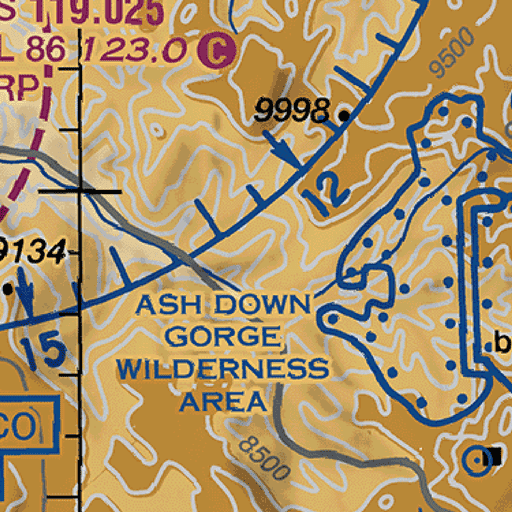 S 119.025
L 86 123.0 C
RP
9500
9998
12
9134
ASH DOWN
GORGE
WILDERNESS
AREA
15
b
CO
8500